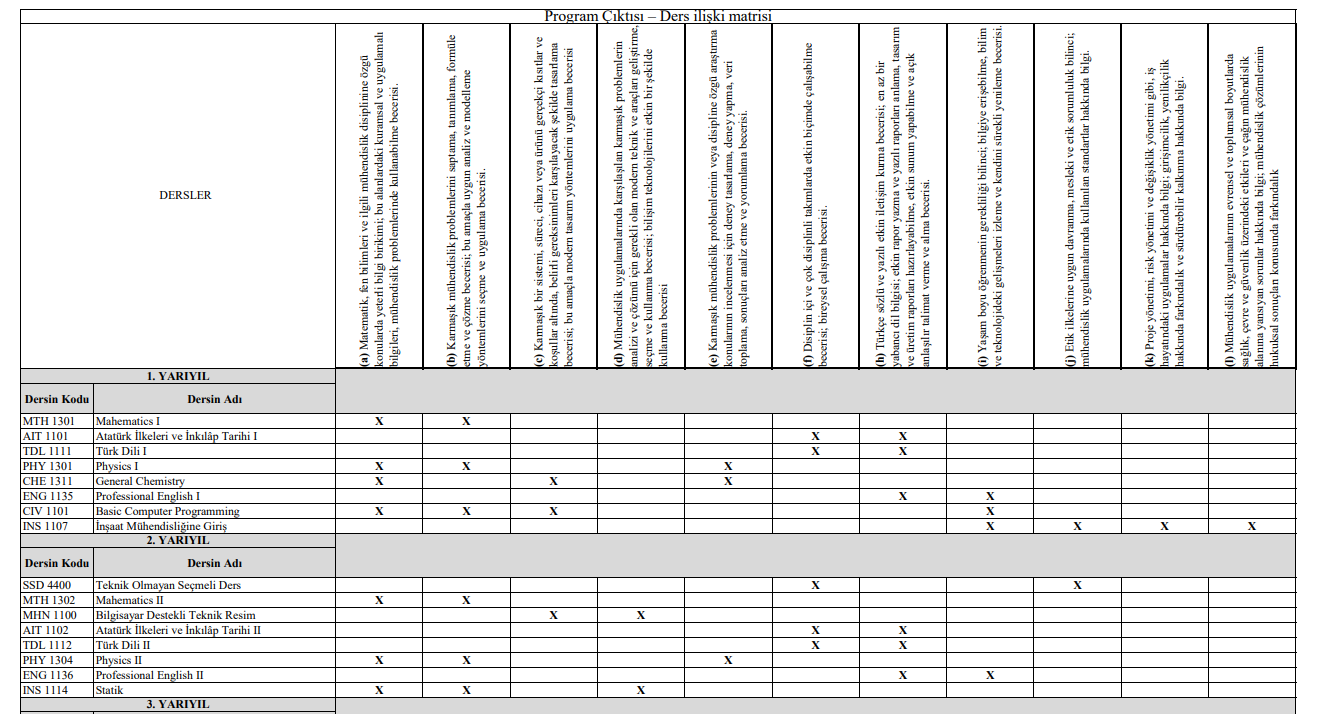 Program Çıktısı – Ders ilişki matrisi
DERSLER
(a) Matematik, fen bilimleri ve ilgili mühendislik disiplinine özgü
konularda yeterli bilgi birikimi; bu alanlardaki kuramsal ve uygulamalı
bilgileri, mühendislik problemlerinde kullanabilme becerisi.
(b) Karmaşık mühendislik problemlerini saptama, tanımlama, formüle
etme ve çözme becerisi; bu amaçla uygun analiz ve modelleme
yöntemlerini seçme ve uygulama becerisi.
(c) Karmaşık bir sistemi, süreci, cihazı veya ürünü gerçekçi kısıtlar ve
koşullar altında, belirli gereksinimleri karşılayacak şekilde tasarlama
becerisi; bu amaçla modern tasarım yöntemlerini uygulama becerisi
(d) Mühendislik uygulamalarında karşılaşılan karmaşık problemlerin
analizi ve çözümü için gerekli olan modern teknik ve araçları geliştirme,
seçme ve kullanma becerisi; bilişim teknolojilerini etkin bir şekilde
kullanma becerisi
(e) Karmaşık mühendislik problemlerinin veya disipline özgü araştırma
konularının incelenmesi için deney tasarlama, deney yapma, veri
toplama, sonuçları analiz etme ve yorumlama becerisi.
(f) Disiplin içi ve çok disiplinli takımlarda etkin biçimde çalışabilme
becerisi; bireysel çalışma becerisi.
(h) Türkçe sözlü ve yazılı etkin iletişim kurma becerisi; en az bir
yabancı dil bilgisi; etkin rapor yazma ve yazılı raporları anlama, tasarım
ve üretim raporları hazırlayabilme, etkin sunum yapabilme ve açık
anlaşılır talimat verme ve alma becerisi.
(i) Yaşam boyu öğrenmenin gerekliliği bilinci; bilgiye erişebilme, bilim
ve teknolojideki gelişmeleri izleme ve kendini sürekli yenileme becerisi.
(j) Etik ilkelerine uygun davranma, mesleki ve etik sorumluluk bilinci;
mühendislik uygulamalarında kullanılan standartlar hakkında bilgi.
(k) Proje yönetimi, risk yönetimi ve değişiklik yönetimi gibi, iş
hayatındaki uygulamalar hakkında bilgi; girişimcilik, yenilikçilik
hakkında farkındalık ve sürdürebilir kalkınma hakkında bilgi.
(l) Mühendislik uygulamalarının evrensel ve toplumsal boyutlarda
sağlık, çevre ve güvenlik üzerindeki etkileri ve çağın mühendislik
alanına yansıyan sorunlar hakkında bilgi; mühendislik çözümlerinin
hukuksal sonuçları konusunda farkındalık
1. YARIYIL
Dersin Kodu Dersin Adı
MTH 1301 Mahematics I X X
AIT 1101 Atatürk İlkeleri ve İnkılâp Tarihi I X X
TDL 1111 Türk Dili I X X
PHY 1301 Physics I X X X
CHE 1311 General Chemistry X X X
ENG 1135 Professional English I X X
CIV 1101 Basic Computer Programming X X X X
INS 1107 İnşaat Mühendisliğine Giriş X X X X
2. YARIYIL
Dersin Kodu Dersin Adı
SSD 4400 Teknik Olmayan Seçmeli Ders X X
MTH 1302 Mahematics II X X
MHN 1100 Bilgisayar Destekli Teknik Resim X X
AIT 1102 Atatürk İlkeleri ve İnkılâp Tarihi II X X
TDL 1112 Türk Dili II X X
PHY 1304 Physics II X X X
ENG 1136 Professional English II X X
INS 1114 Statik X X X
3. YARIYIL